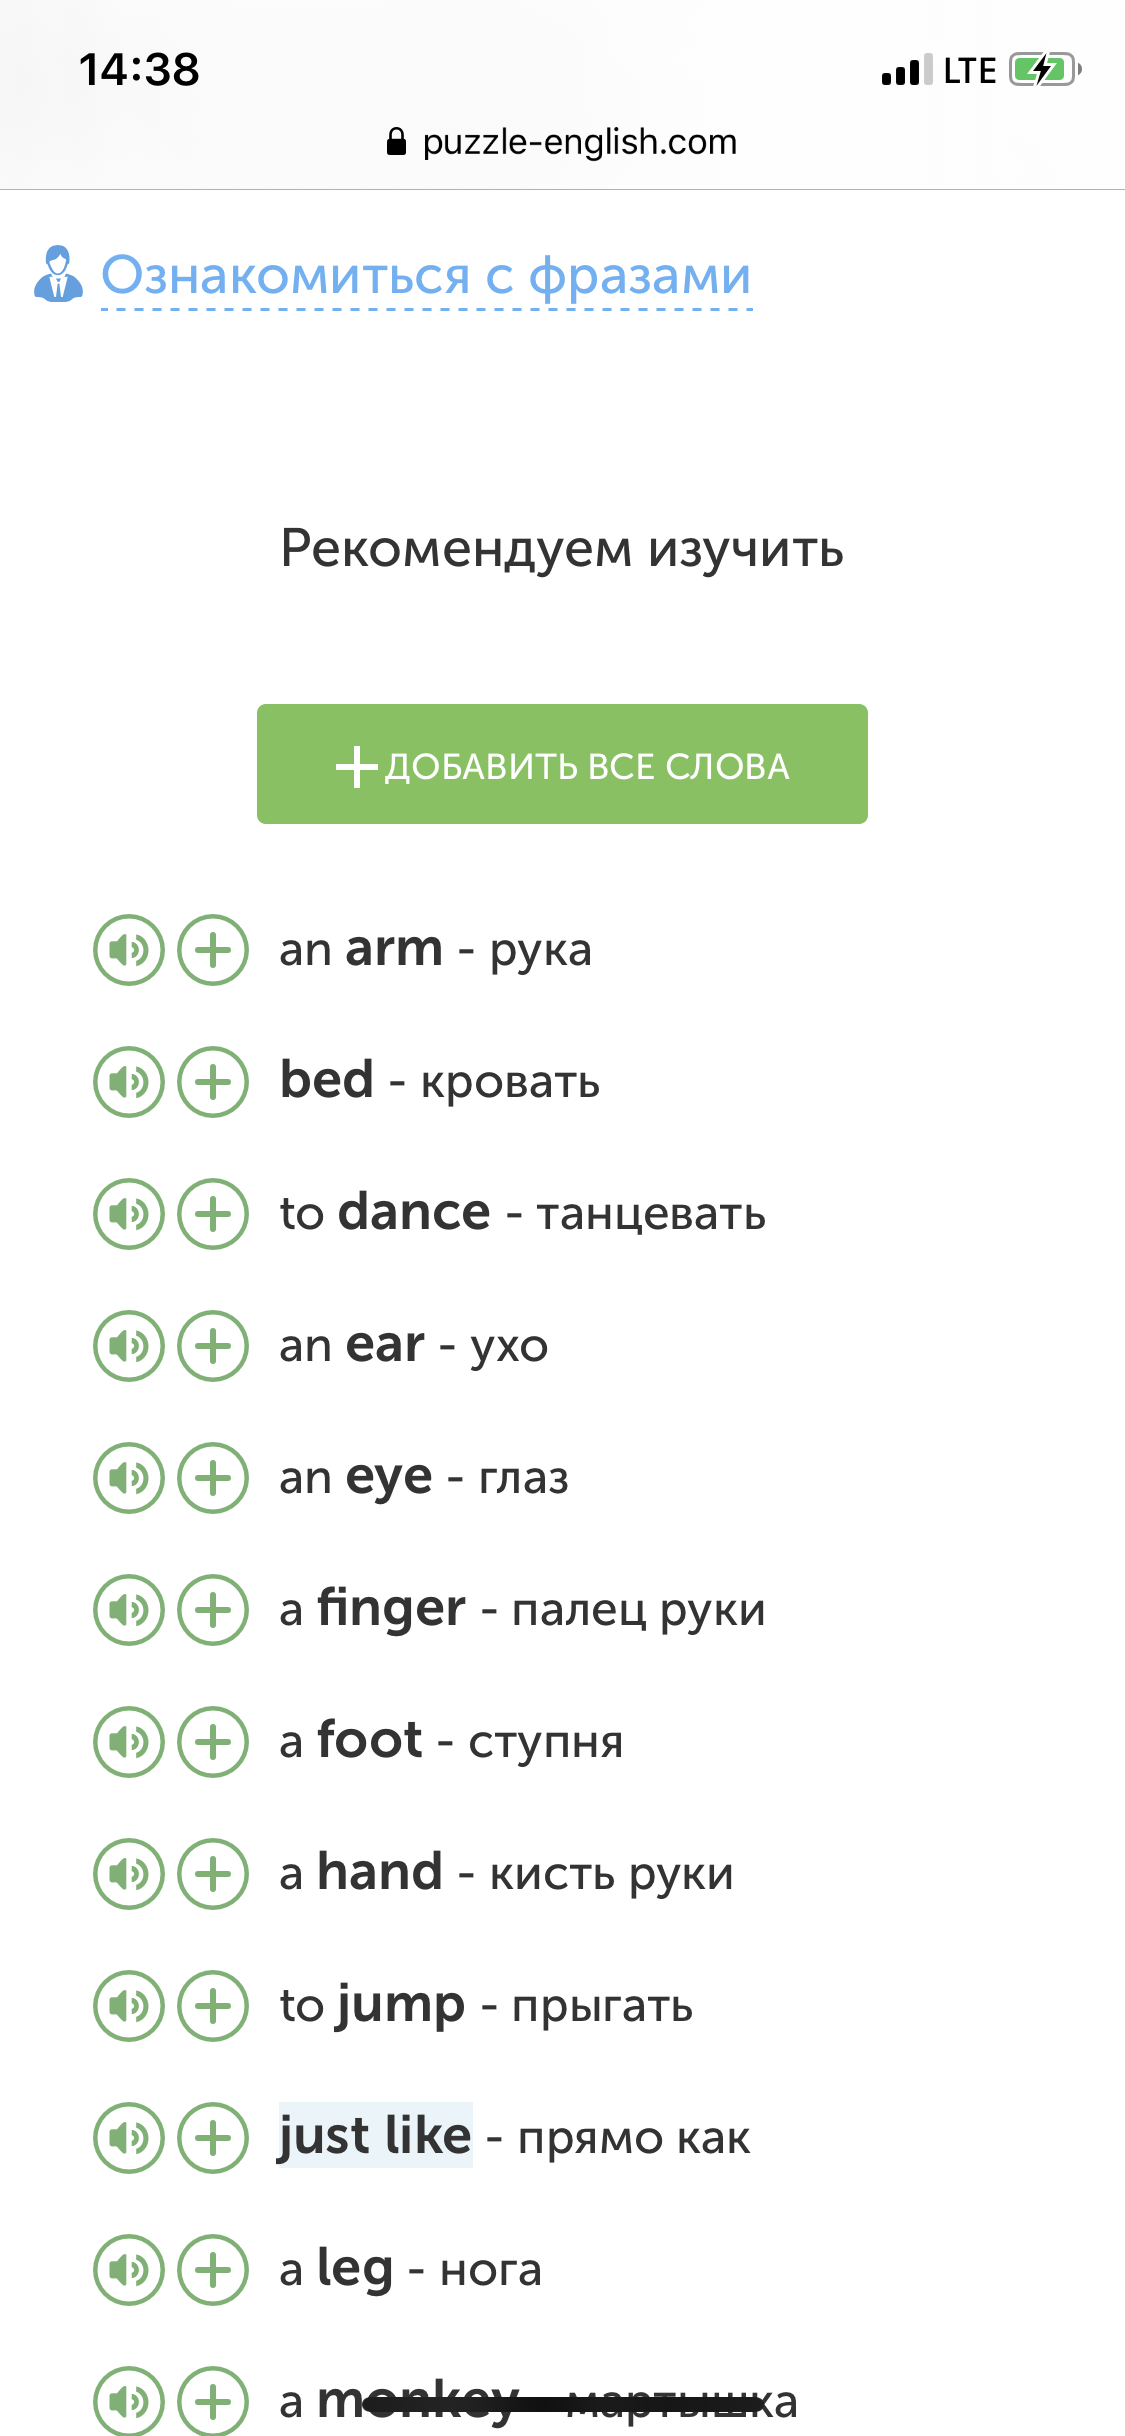 14:38
LTE
puzzle-english.com
Ознакомиться с фразами
Рекомендуем изучить
ДОБАВИТЬ ВСЕ СЛОВА
an arm - рука
bed - кровать
to dance - танцевать
an ear - ухо
an eye - глаз
a finger - палец руки
a foot - ступня
a hand - кисть руки
to jump - прыгать
just like - прямо как
a leg - нога
a monkey - мартышка